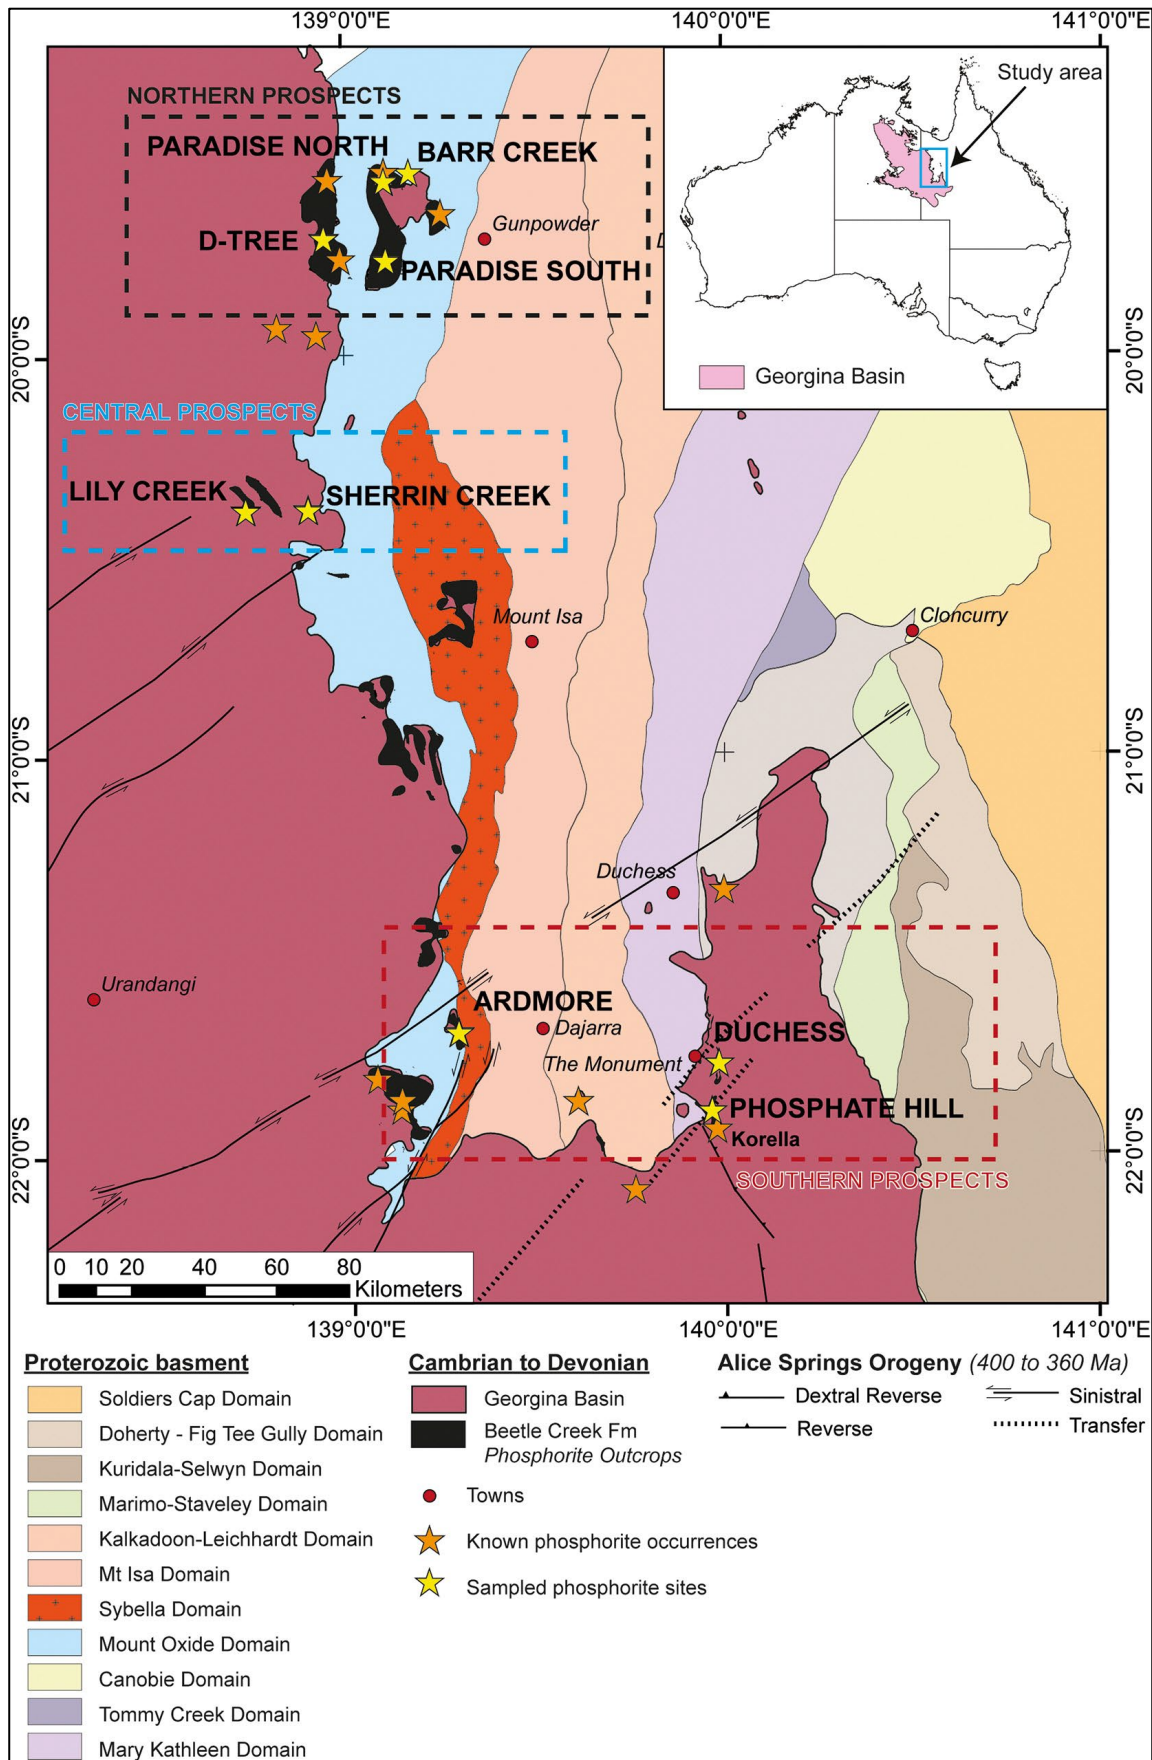 139°0'0"E 140°0'0"E 141°0'0"E
NORTHERN PROSPECTS
PARADISE NORTH
BARR CREEK
Gunpowder
D-TREE
PARADISE SOUTH
Study area
Georgina Basin
20°0'0"S
20°0'0"S
CENTRAL PROSPECTS
LILY CREEK
SHERRIN CREEK
Mount Isa
Cloncurry
21°0'0"S
21°0'0"S
Duchess
Urandangi
ARDMORE
Dajarra
DUCHESS
The Monument
PHOSPHATE HILL
Korella
22°0'0"S
22°0'0"S
SOUTHERN PROSPECTS
0 10 20 40 60 80
Kilometers
139°0'0"E 140°0'0"E 141°0'0"E
Proterozoic basment
Soldiers Cap Domain
Doherty - Fig Tee Gully Domain
Kuridala-Selwyn Domain
Marimo-Staveley Domain
Kalkadoon-Leichhardt Domain
Mt Isa Domain
Sybella Domain
Mount Oxide Domain
Canobie Domain
Tommy Creek Domain
Mary Kathleen Domain
Cambrian to Devonian
Georgina Basin
Beetle Creek Fm
Phosphorite Outcrops
Towns
Known phosphorite occurrences
Sampled phosphorite sites
Alice Springs Orogeny (400 to 360 Ma)
Dextral Reverse
Sinistral
Reverse
Transfer